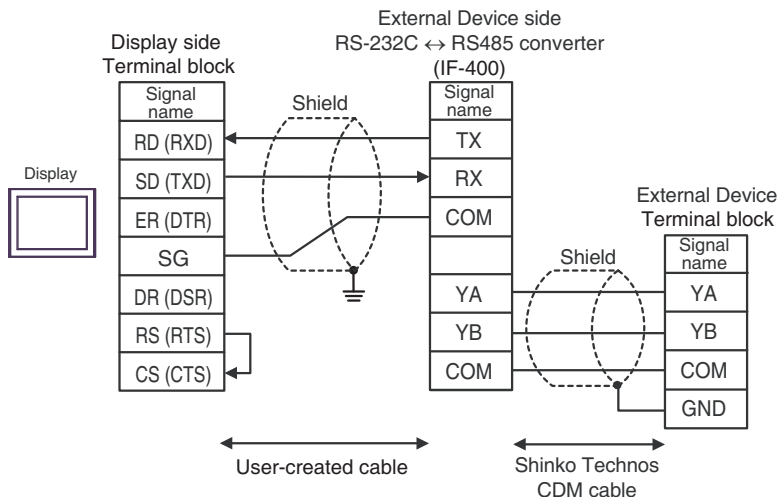 External Device side
RS-232C ↔ RS485 converter
(IF-400)
Display side
Terminal block
Signal
name
RD (RXD)
SD (TXD)
ER (DTR)
SG
DR (DSR)
RS (RTS)
CS (CTS)
Display
Shield
Signal
name
TX
RX
COM
YA
YB
COM
Shield
External Device
Terminal block
Signal
name
YA
YB
COM
GND
User-created cable
Shinko Technos
CDM cable